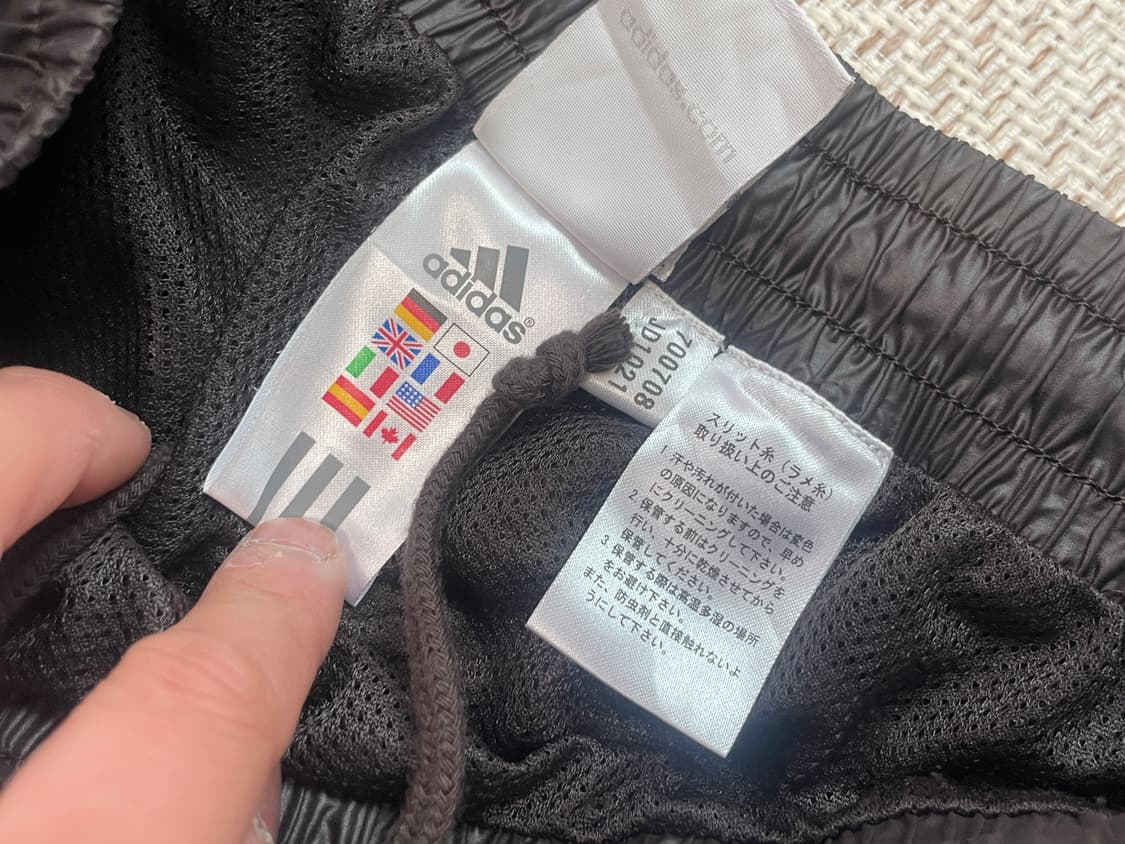 adidas.com
adidas®
700708
JD1021
スリット糸（ラメ糸）
取り扱い上のご注意
1 汗や汚れが付いた場合は変色
の原因になりますので、早め
にクリーニングして下さい。
2 保管する前はクリーニングを
行い、十分に乾燥させてから
保管してください。
3 保管する際は高温多湿の場所
をお避け下さい。
また、防虫剤と直接触れないよ
うにして下さい。